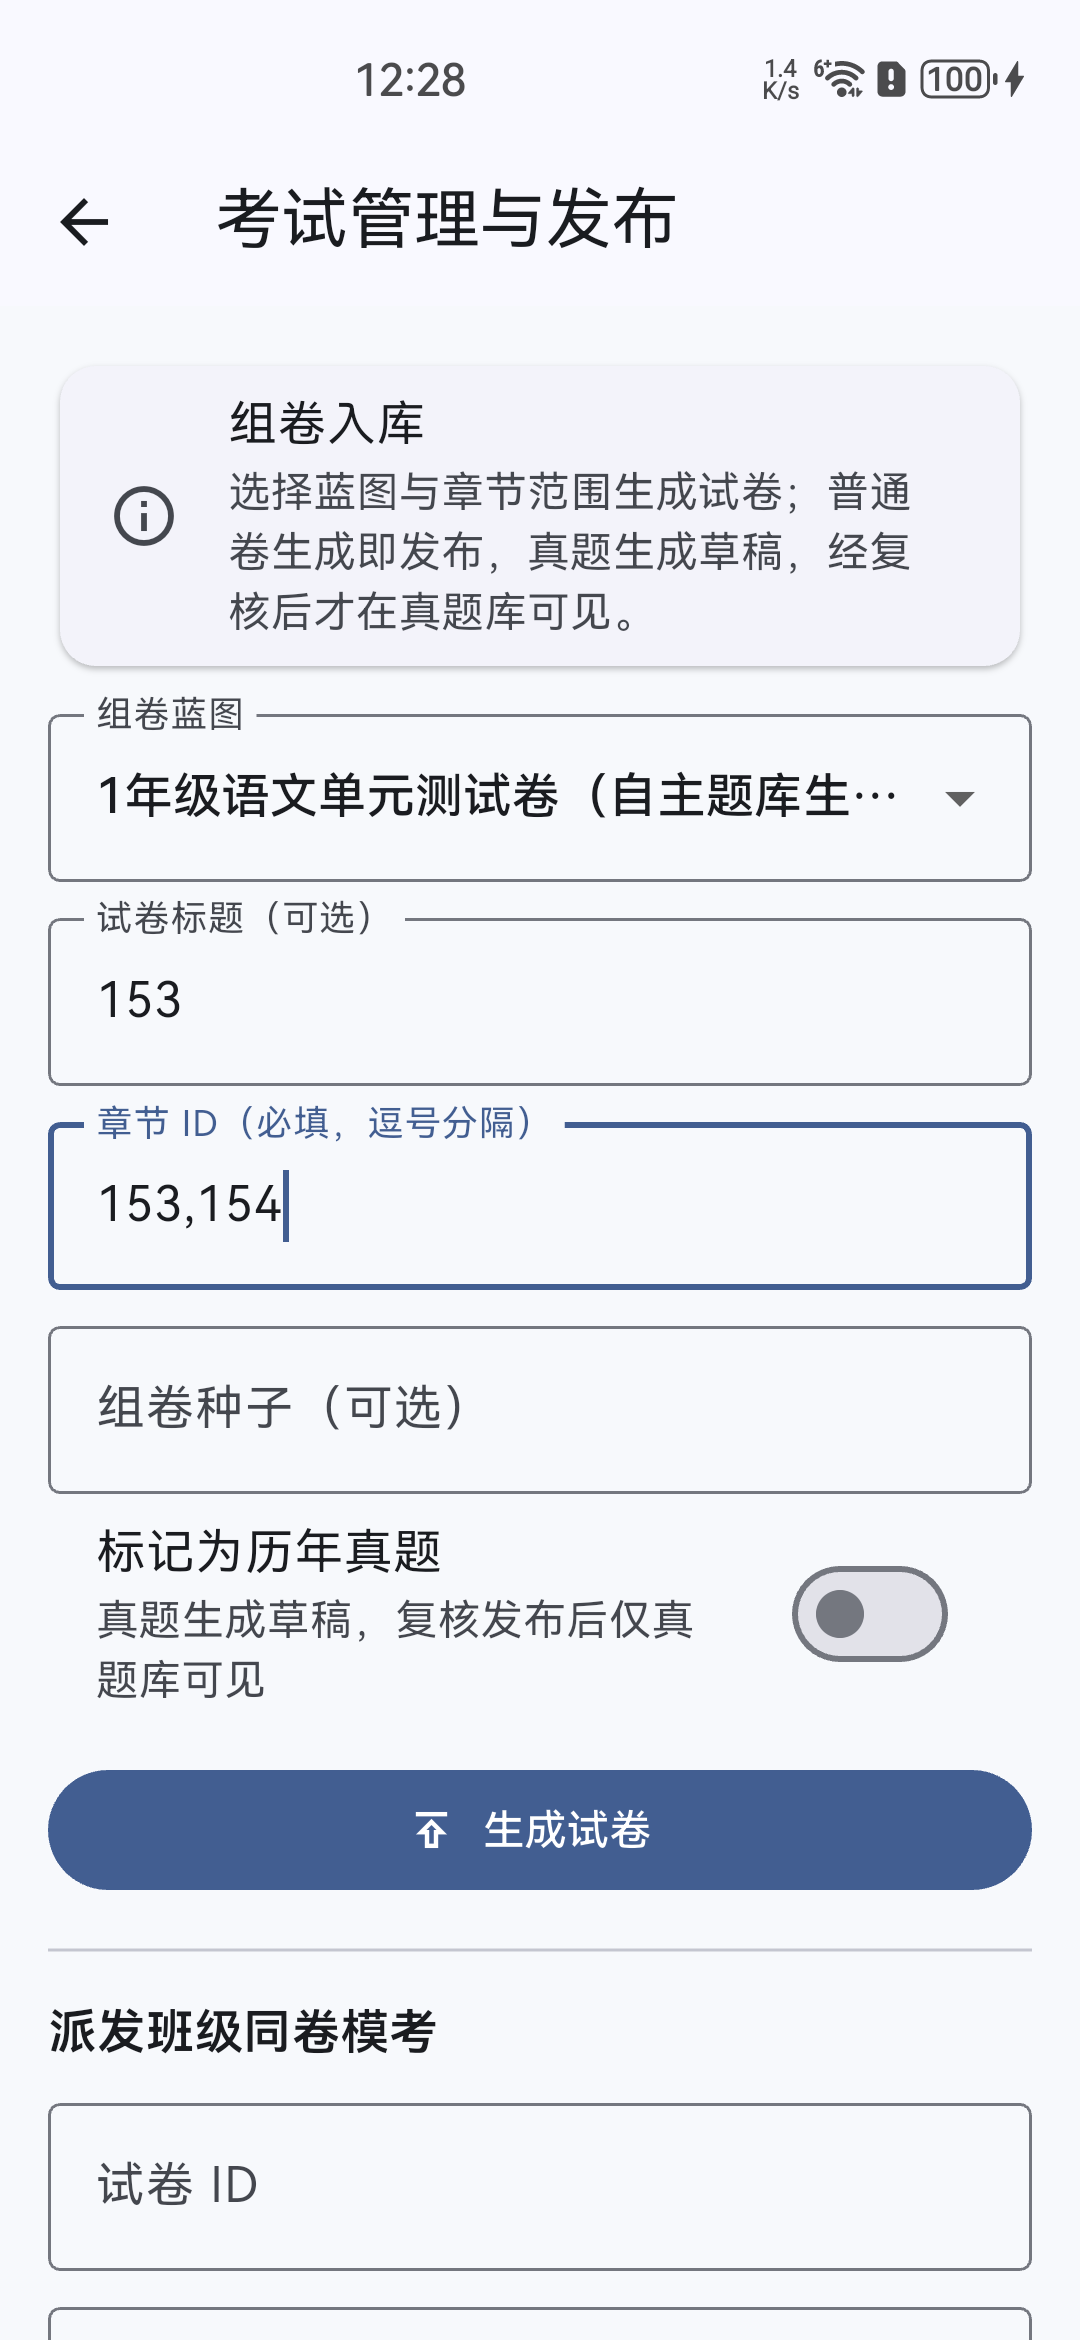 12:28
1.4 K/s
6+
100
考试管理与发布
组卷入库
选择蓝图与章节范围生成试卷；普通
卷生成即发布，真题生成草稿，经复
核后才在真题库可见。
组卷蓝图
1年级语文单元测试卷（自主题库生…
试卷标题（可选）
153
章节 ID（必填，逗号分隔）
153,154
组卷种子（可选）
标记为历年真题
真题生成草稿，复核发布后仅真
题库可见
生成试卷
派发班级同卷模考
试卷 ID